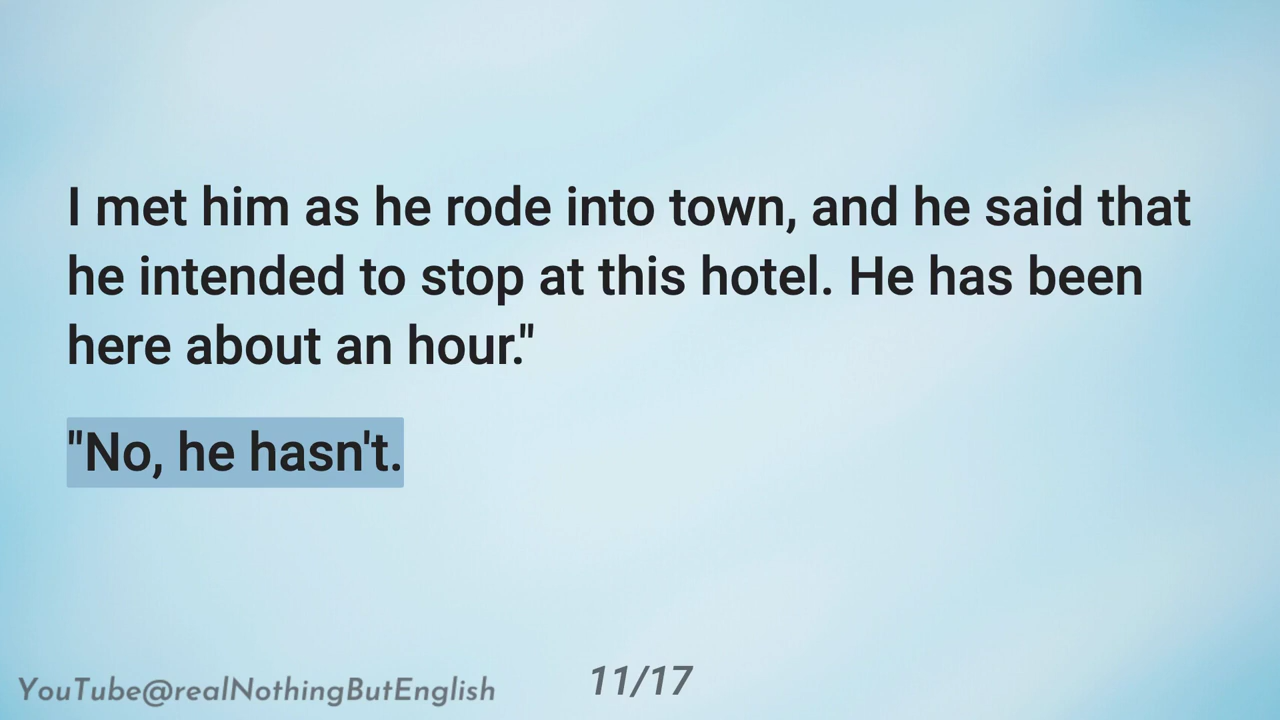 I met him as he rode into town, and he said that
he intended to stop at this hotel. He has been
here about an hour."
"No, he hasn't.
YouTube@realNothingButEnglish
11/17